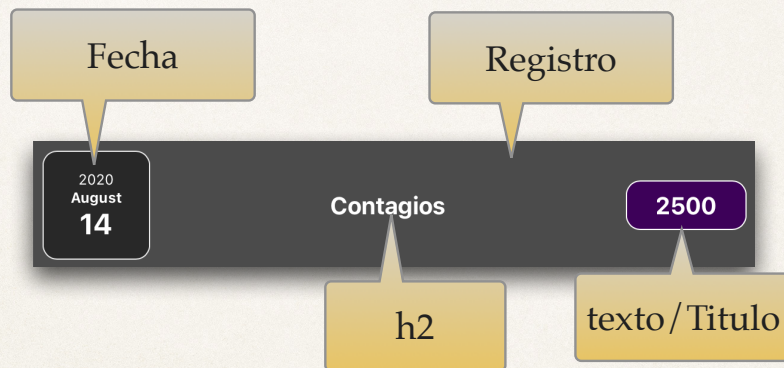 Fecha
Registro
2020
August
14
Contagios
2500
h2
texto/Titulo